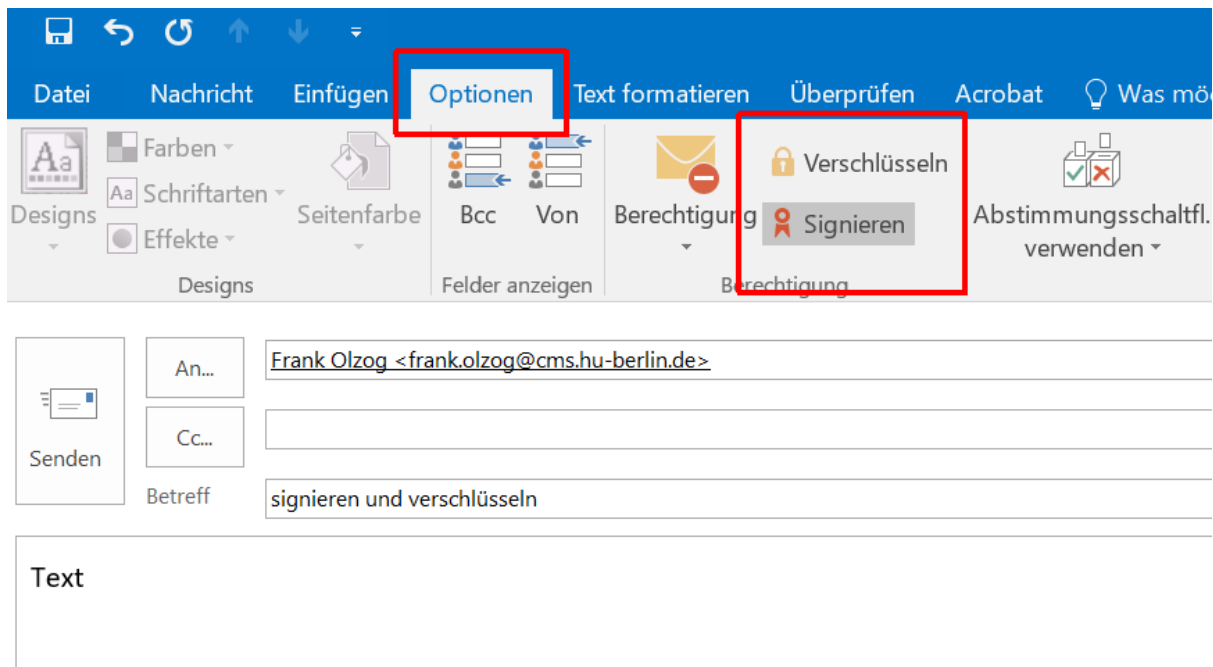 Datei Nachricht Einfügen Optionen Text formatieren Überprüfen Acrobat Was
Aa Farben
Aa Schriftarten
Effekte
Designs Seitenfarbe Bcc Von Berechtigung Verschlüsseln
Signieren
Abstimmungsschaltfl.
verwenden
Designs Felder anzeigen Berechtigung
An... Frank Olzog <frank.olzog@cms.hu-berlin.de>
Cc...
Senden
Betreff signieren und verschlüsseln
Text